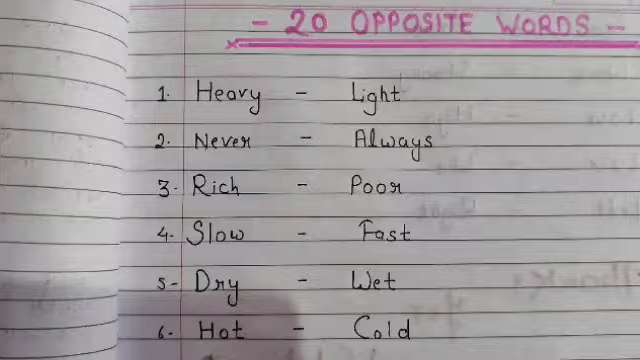 - 20 OPPOSITE WORDS -
1. Heavy - Light
2. Never - Always
3. Rich - Poor
4. Slow - Fast
5- Dry - Wet
6. Hot - Cold